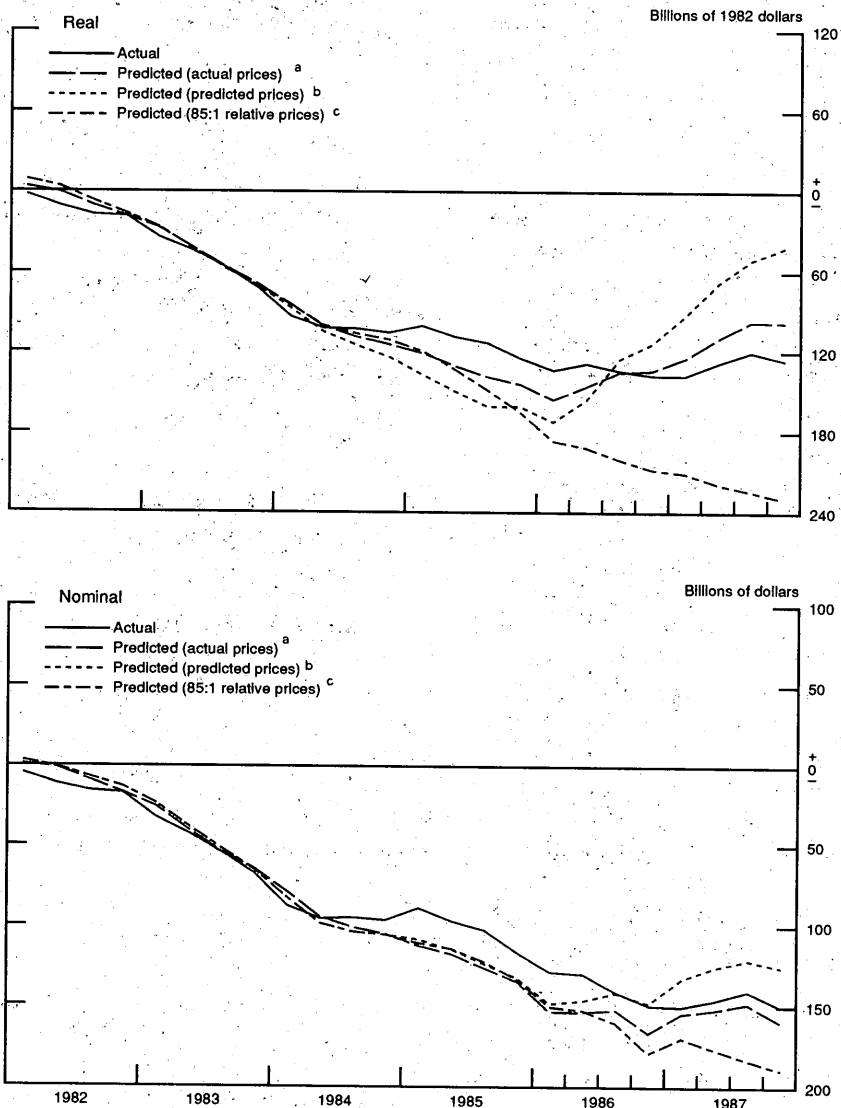 Real
Billions of 1982 dollars
Actual
Predicted (actual prices) a
Predicted (predicted prices) b
Predicted (85:1 relative prices) c
120
60
+
0
–
60
120
180
240
Nominal
Billions of dollars
Actual
Predicted (actual prices) a
Predicted (predicted prices) b
Predicted (85:1 relative prices) c
100
50
+
0
–
50
100
150
200
1982 1983 1984 1985 1986 1987